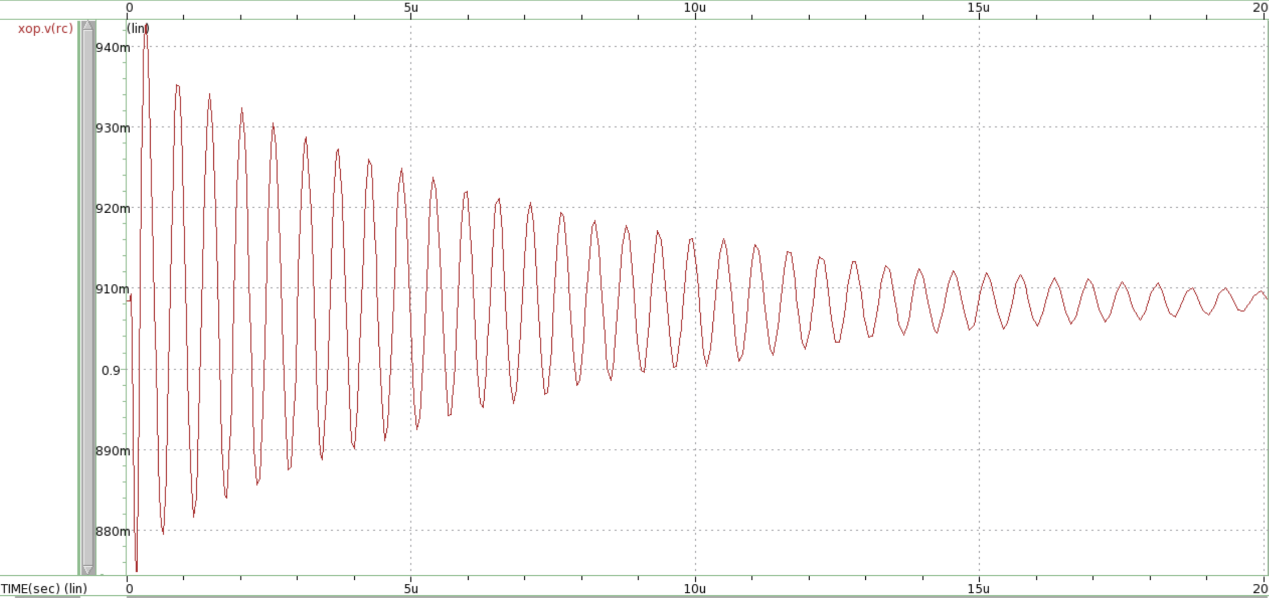 0 5u 10u 15u 20
xop.v(rc) (lin)
940m
930m
920m
910m
0.9
890m
880m
TIME(sec) (lin) 0 5u 10u 15u 20